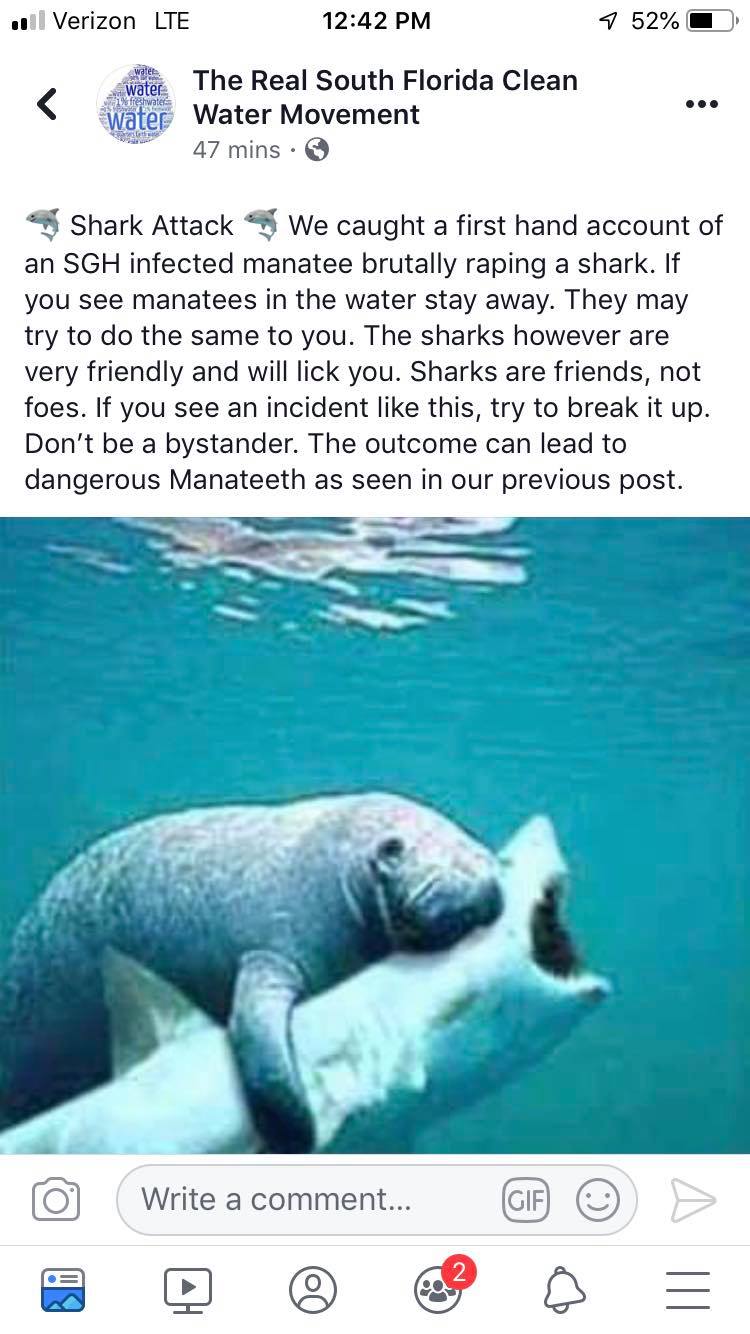 Verizon LTE 12:42 PM 52%
The Real South Florida Clean
Water Movement
47 mins ·
water
water
1% freshwater
water
🦈 Shark Attack 🦈 We caught a first hand account of
an SGH infected manatee brutally raping a shark. If
you see manatees in the water stay away. They may
try to do the same to you. The sharks however are
very friendly and will lick you. Sharks are friends, not
foes. If you see an incident like this, try to break it up.
Don’t be a bystander. The outcome can lead to
dangerous Manateeth as seen in our previous post.
Write a comment... GIF
2